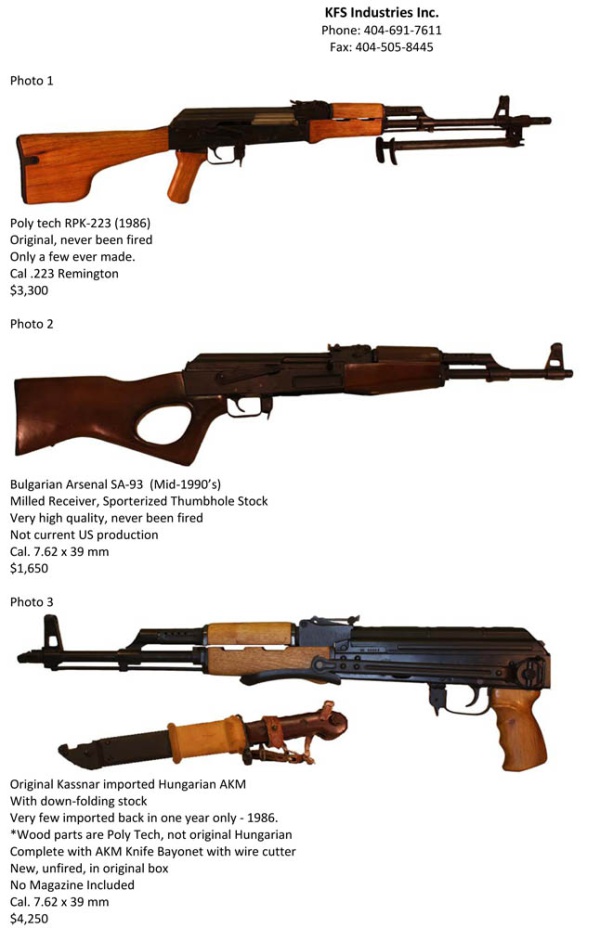 KFS Industries Inc.
Phone: 404-691-7611
Fax: 404-505-8445
Photo 1
Poly tech RPK-223 (1986)
Original, never been fired
Only a few ever made.
Cal .223 Remington
$3,300
Photo 2
Bulgarian Arsenal SA-93  (Mid-1990's)
Milled Receiver, Sporterized Thumbhole Stock
Very high quality, never been fired
Not current US production
Cal. 7.62 x 39 mm
$1,650
Photo 3
Original Kassnar imported Hungarian AKM
With down-folding stock
Very few imported back in one year only - 1986.
*Wood parts are Poly Tech, not original Hungarian
Complete with AKM Knife Bayonet with wire cutter
New, unfired, in original box
No Magazine Included
Cal. 7.62 x 39 mm
$4,250